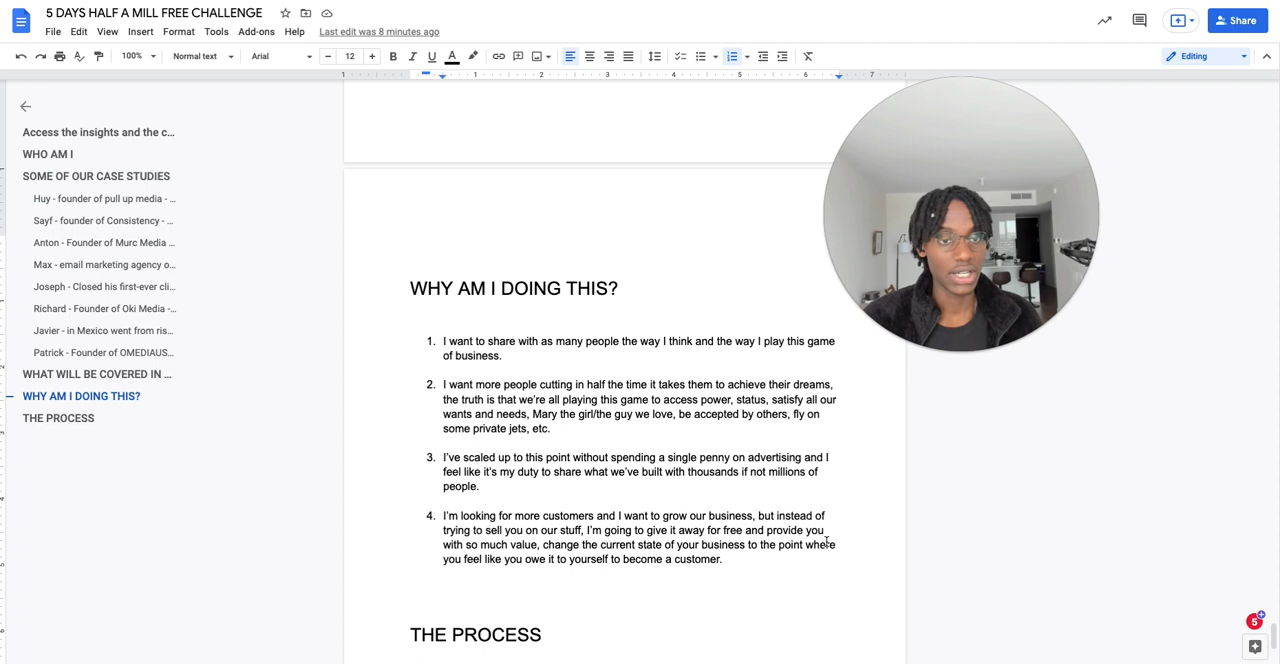 5 DAYS HALF A MILL FREE CHALLENGE
File Edit View Insert Format Tools Add-ons Help Last edit was 8 minutes ago
Share
100% Normal text Arial 12 B I U A Editing
1 1 2 3 4 5 6 7
Access the insights and the c...
WHO AM I
SOME OF OUR CASE STUDIES
Huy - founder of pull up media - ...
Sayf - founder of Consistency - ...
Anton - Founder of Murc Media ...
Max - email marketing agency o...
Joseph - Closed his first-ever cli...
Richard - Founder of Oki Media -...
Javier - in Mexico went from ris...
Patrick - Founder of OMEDIAUS...
WHAT WILL BE COVERED IN ...
WHY AM I DOING THIS?
THE PROCESS
WHY AM I DOING THIS?
1. I want to share with as many people the way I think and the way I play this game
of business.
2. I want more people cutting in half the time it takes them to achieve their dreams,
the truth is that we're all playing this game to access power, status, satisfy all our
wants and needs, Mary the girl/the guy we love, be accepted by others, fly on
some private jets, etc.
3. I've scaled up to this point without spending a single penny on advertising and I
feel like it's my duty to share what we've built with thousands if not millions of
people.
4. I'm looking for more customers and I want to grow our business, but instead of
trying to sell you on our stuff, I'm going to give it away for free and provide you
with so much value, change the current state of your business to the point where
you feel like you owe it to yourself to become a customer.
THE PROCESS
5